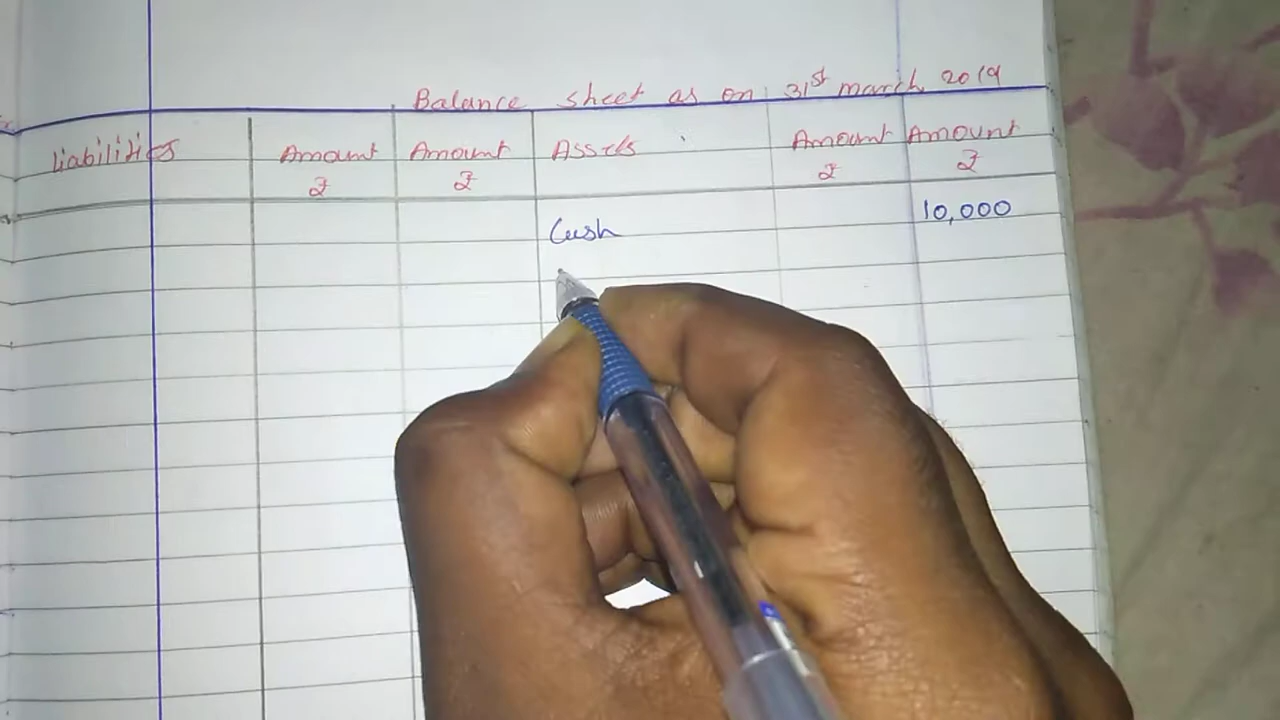 Balance sheet as on 31st march 2019
Liabilities Amount Amount Assets Amount Amount
₹ ₹ ₹ ₹
Cash 10,000